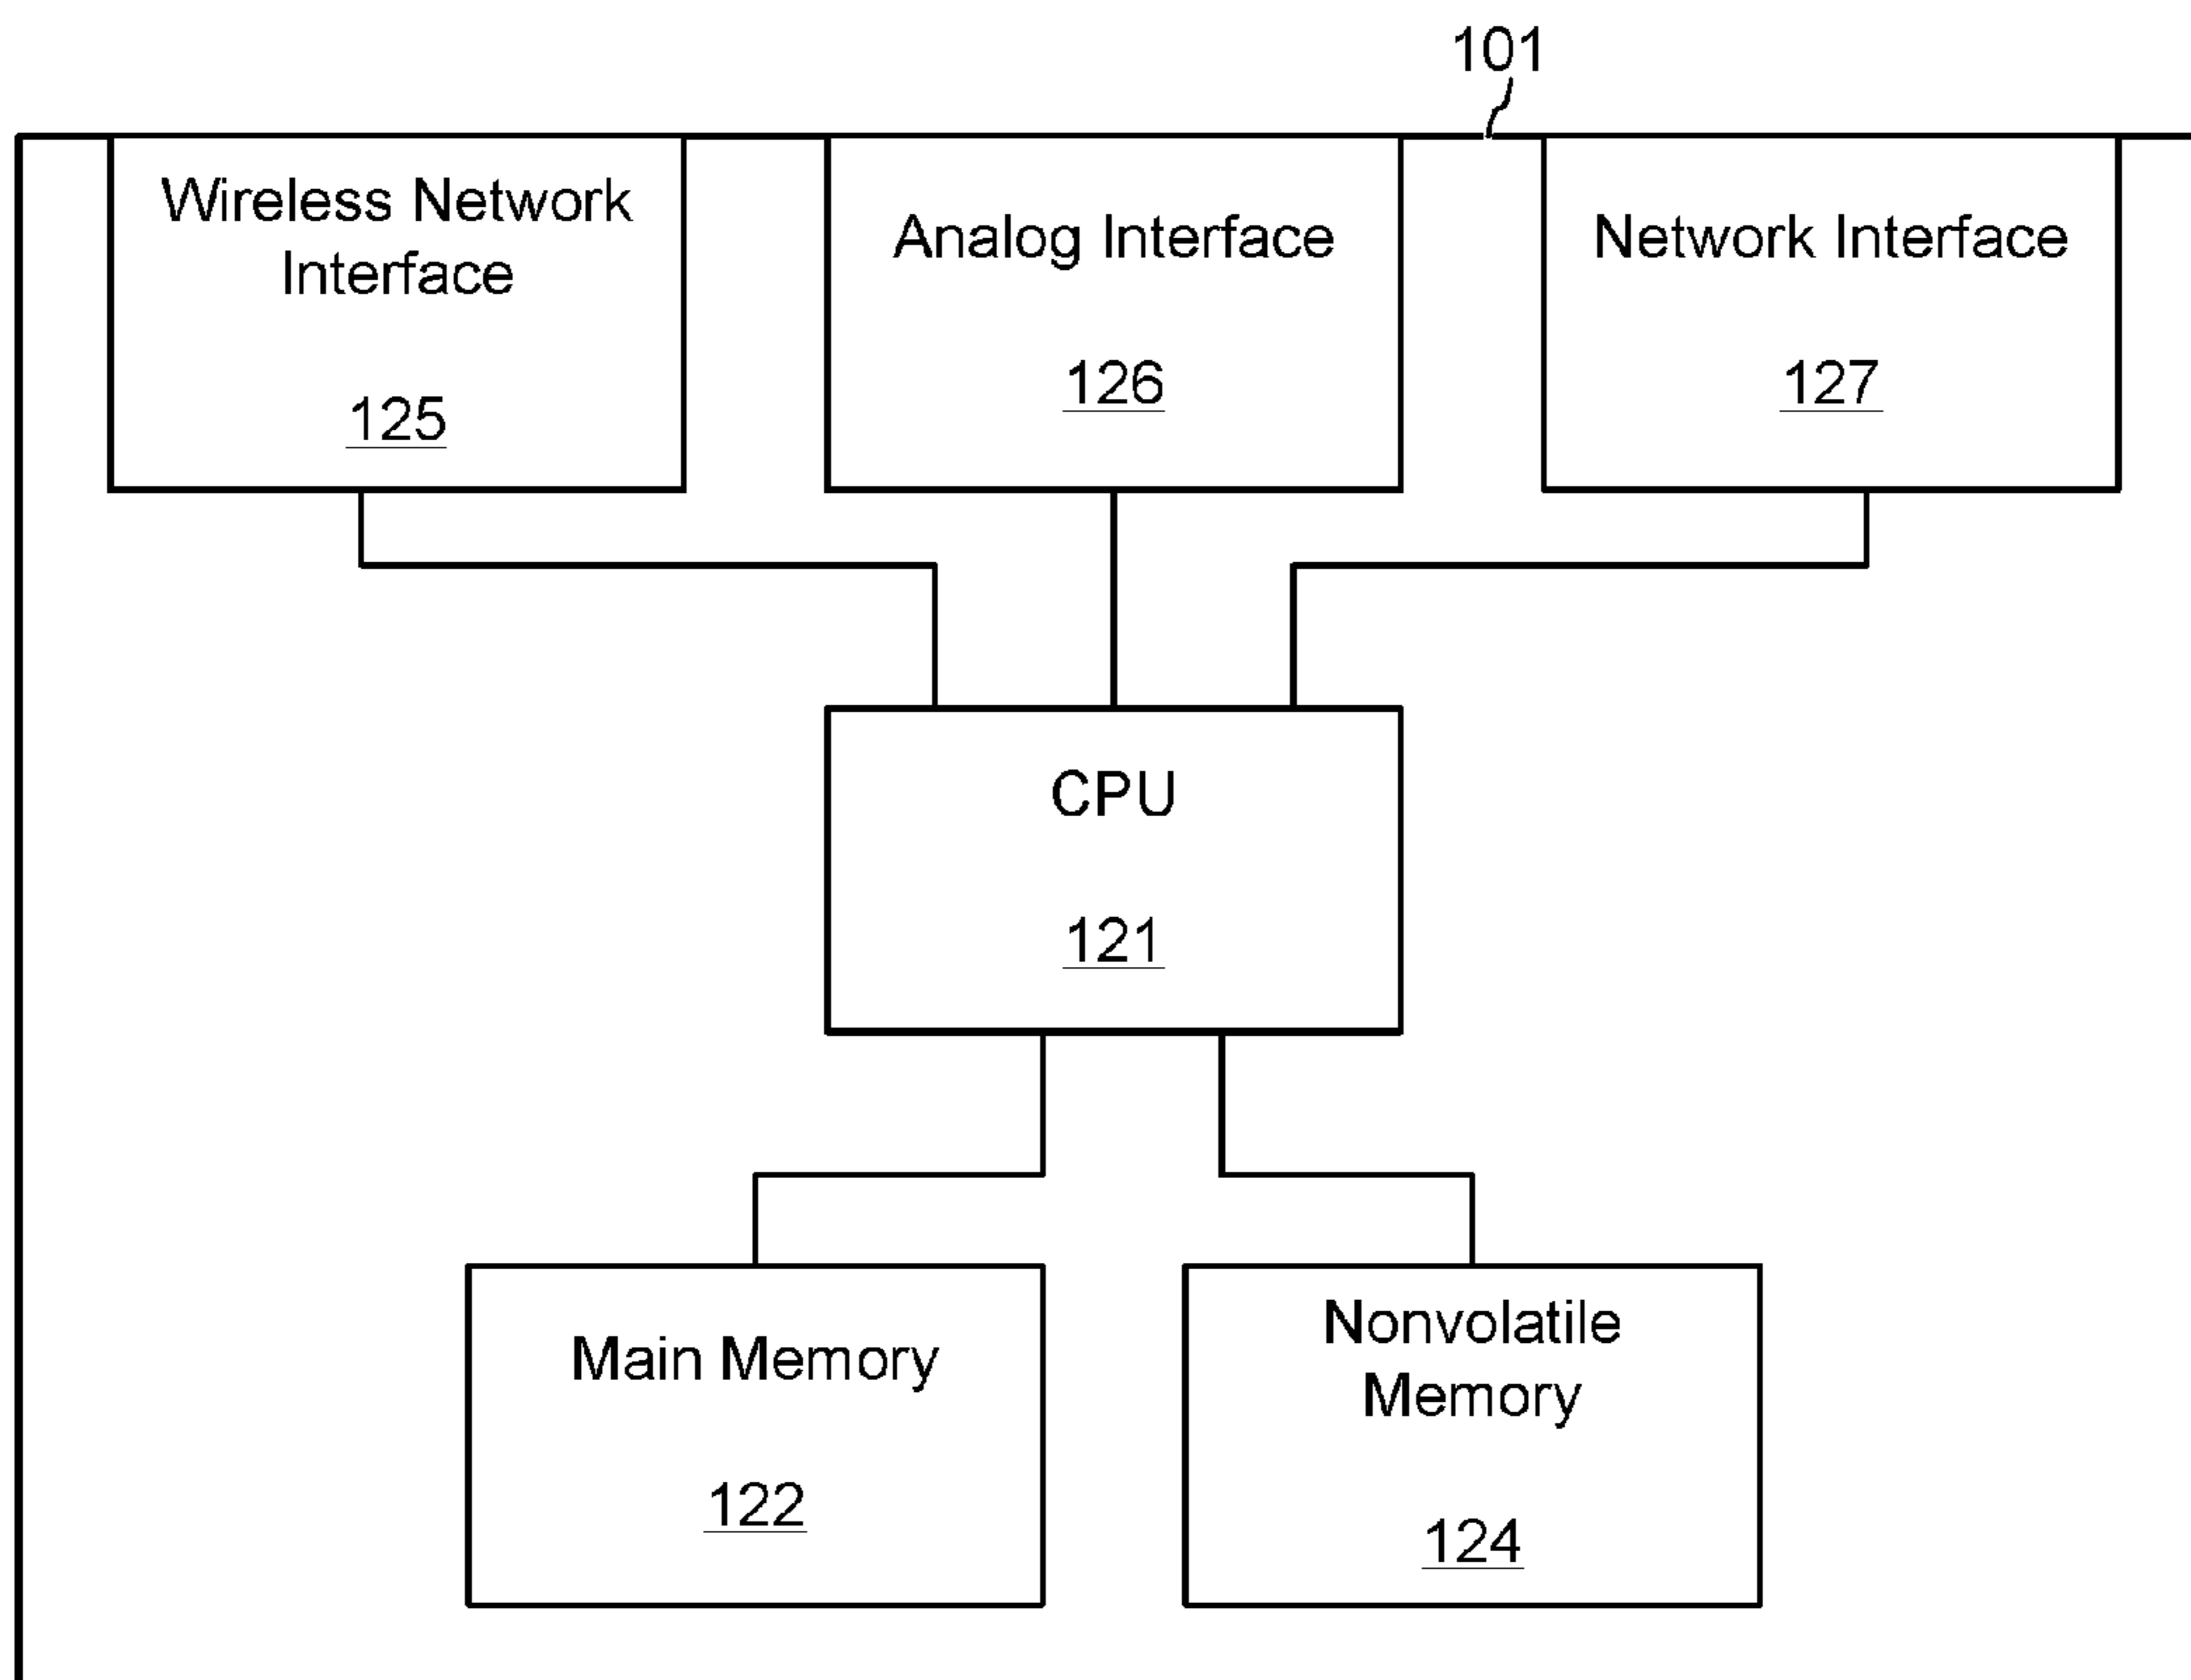 101
Wireless Network
Interface
125
Analog Interface
126
Network Interface
127
CPU
121
Main Memory
122
Nonvolatile
Memory
124